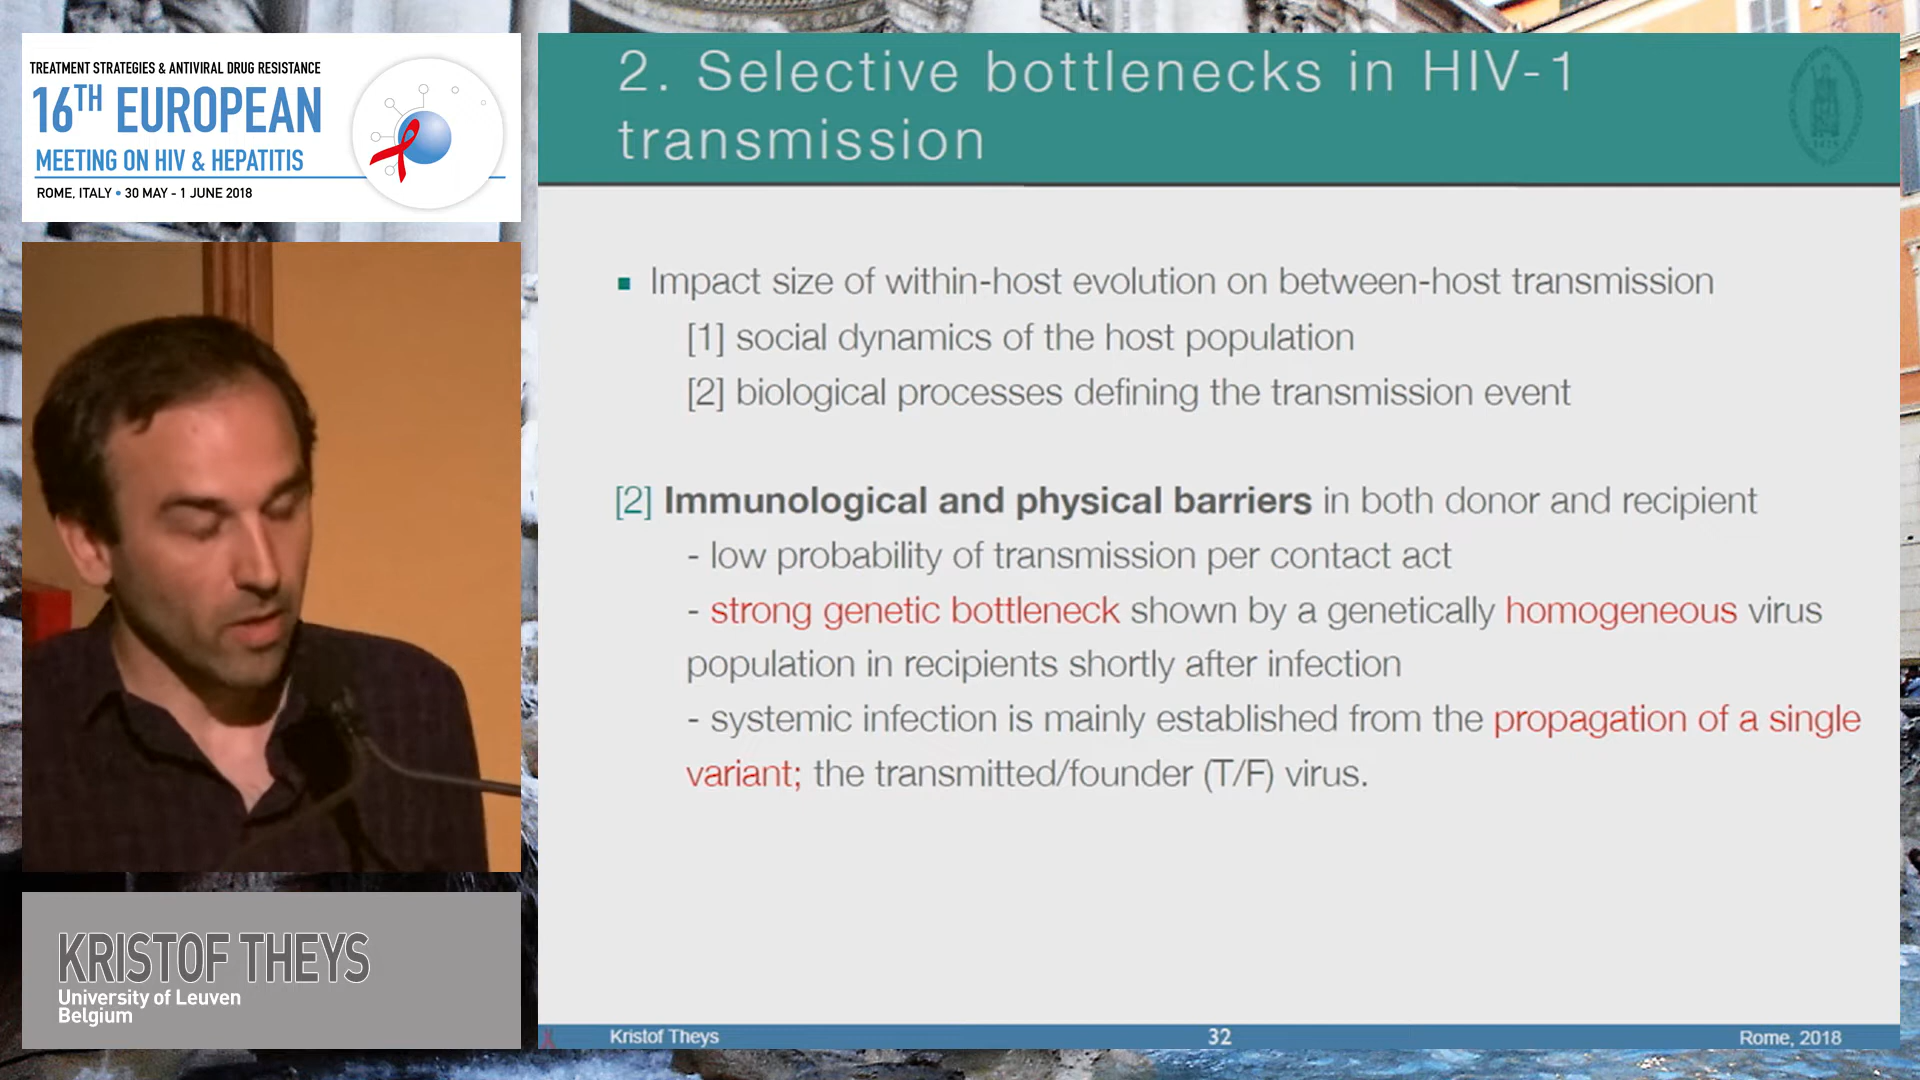 TREATMENT STRATEGIES & ANTIVIRAL DRUG RESISTANCE
16TH EUROPEAN
MEETING ON HIV & HEPATITIS
ROME, ITALY • 30 MAY - 1 JUNE 2018
KRISTOF THEYS
University of Leuven
Belgium
2. Selective bottlenecks in HIV-1
transmission
▪ Impact size of within-host evolution on between-host transmission
[1] social dynamics of the host population
[2] biological processes defining the transmission event
[2] Immunological and physical barriers in both donor and recipient
- low probability of transmission per contact act
- strong genetic bottleneck shown by a genetically homogeneous virus
population in recipients shortly after infection
- systemic infection is mainly established from the propagation of a single
variant; the transmitted/founder (T/F) virus.
Kristof Theys
32
Rome, 2018